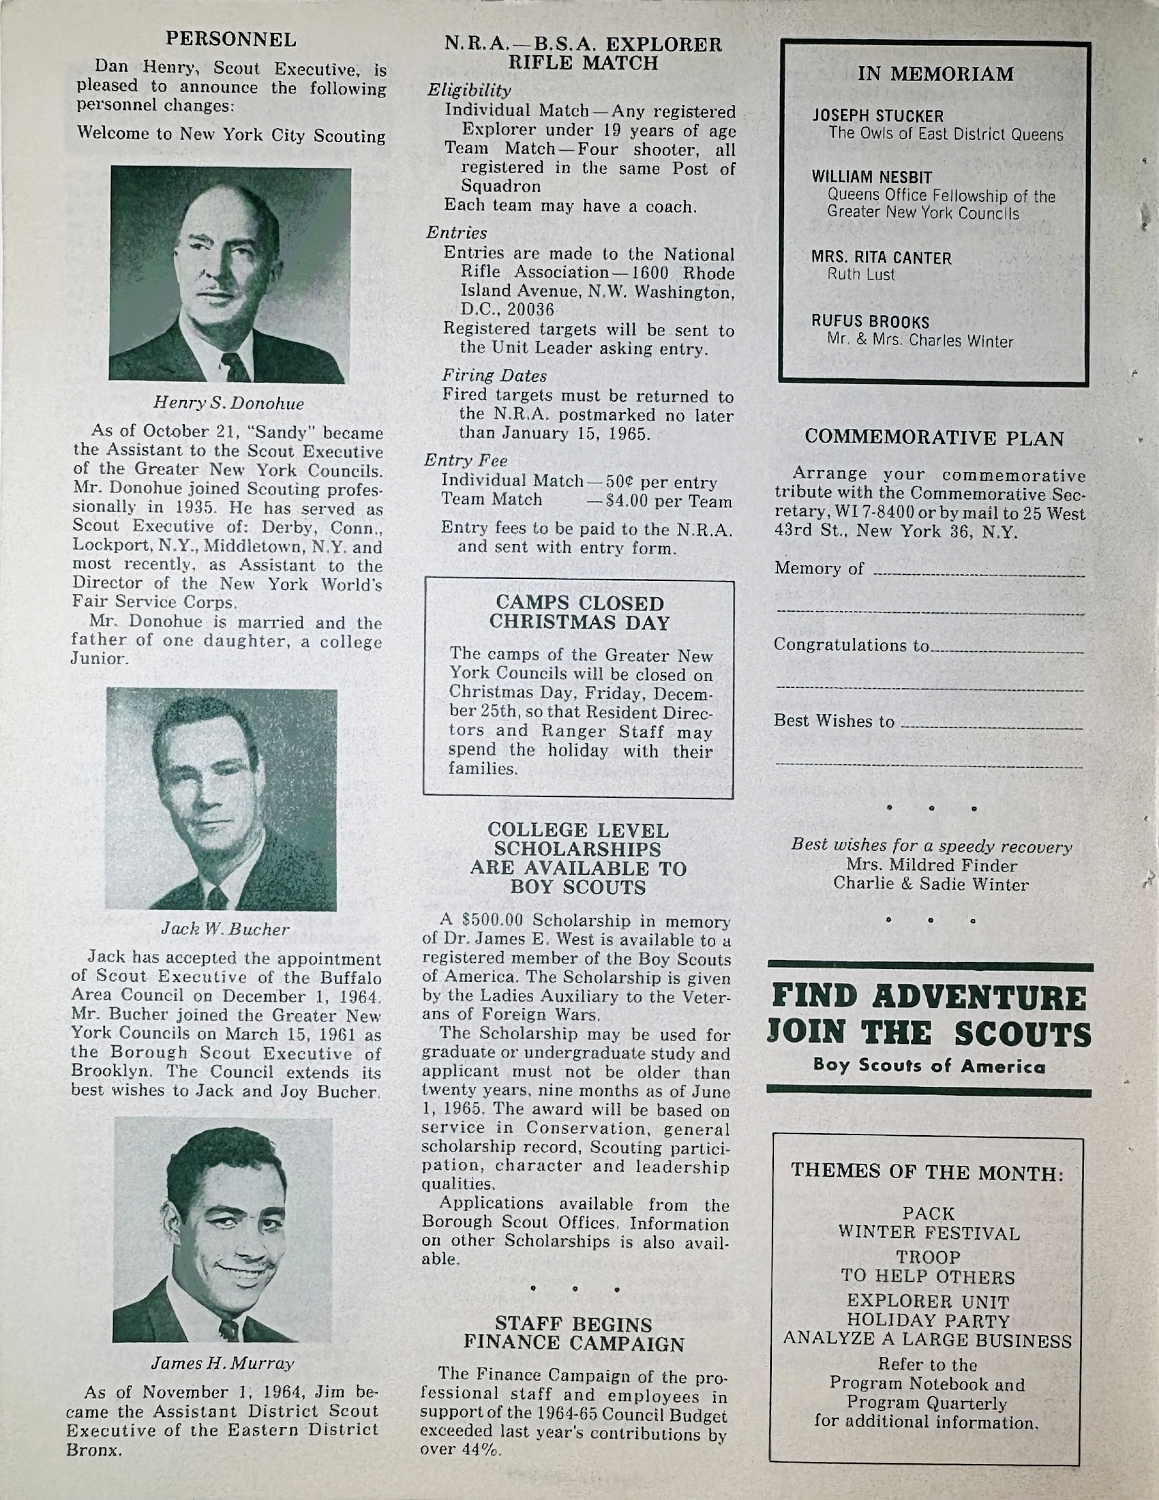 PERSONNEL
Dan Henry, Scout Executive, is
pleased to announce the following
personnel changes:
Welcome to New York City Scouting
Henry S. Donohue
As of October 21, "Sandy" became
the Assistant to the Scout Executive
of the Greater New York Councils.
Mr. Donohue joined Scouting profes-
sionally in 1935. He has served as
Scout Executive of: Derby, Conn.,
Lockport, N.Y., Middletown, N.Y. and
most recently, as Assistant to the
Director of the New York World's
Fair Service Corps.
Mr. Donohue is married and the
father of one daughter, a college
Junior.
Jack W. Bucher
Jack has accepted the appointment
of Scout Executive of the Buffalo
Area Council on December 1, 1964.
Mr. Bucher joined the Greater New
York Councils on March 15, 1961 as
the Borough Scout Executive of
Brooklyn. The Council extends its
best wishes to Jack and Joy Bucher.
James H. Murray
As of November 1, 1964, Jim be-
came the Assistant District Scout
Executive of the Eastern District
Bronx.
N.R.A.—B.S.A. EXPLORER
RIFLE MATCH
Eligibility
Individual Match—Any registered
Explorer under 19 years of age
Team Match—Four shooter, all
registered in the same Post of
Squadron
Each team may have a coach.
Entries
Entries are made to the National
Rifle Association—1600 Rhode
Island Avenue, N.W. Washington,
D.C., 20036
Registered targets will be sent to
the Unit Leader asking entry.
Firing Dates
Fired targets must be returned to
the N.R.A. postmarked no later
than January 15, 1965.
Entry Fee
Individual Match—50¢ per entry
Team Match —$4.00 per Team
Entry fees to be paid to the N.R.A.
and sent with entry form.
CAMPS CLOSED
CHRISTMAS DAY
The camps of the Greater New
York Councils will be closed on
Christmas Day, Friday, Decem-
ber 25th, so that Resident Direc-
tors and Ranger Staff may
spend the holiday with their
families.
COLLEGE LEVEL
SCHOLARSHIPS
ARE AVAILABLE TO
BOY SCOUTS
A $500.00 Scholarship in memory
of Dr. James E. West is available to a
registered member of the Boy Scouts
of America. The Scholarship is given
by the Ladies Auxiliary to the Veter-
ans of Foreign Wars.
The Scholarship may be used for
graduate or undergraduate study and
applicant must not be older than
twenty years, nine months as of June
1, 1965. The award will be based on
service in Conservation, general
scholarship record, Scouting partici-
pation, character and leadership
qualities.
Applications available from the
Borough Scout Offices. Information
on other Scholarships is also avail-
able.
STAFF BEGINS
FINANCE CAMPAIGN
The Finance Campaign of the pro-
fessional staff and employees in
support of the 1964-65 Council Budget
exceeded last year's contributions by
over 44%.
IN MEMORIAM
JOSEPH STUCKER
The Owls of East District Queens
WILLIAM NESBIT
Queens Office Fellowship of the
Greater New York Councils
MRS. RITA CANTER
Ruth Lust
RUFUS BROOKS
Mr. & Mrs. Charles Winter
COMMEMORATIVE PLAN
Arrange your commemorative
tribute with the Commemorative Sec-
retary, WI 7-8400 or by mail to 25 West
43rd St., New York 36, N.Y.
Memory of
Congratulations to
Best Wishes to
Best wishes for a speedy recovery
Mrs. Mildred Finder
Charlie & Sadie Winter
FIND ADVENTURE
JOIN THE SCOUTS
Boy Scouts of America
THEMES OF THE MONTH:
PACK
WINTER FESTIVAL
TROOP
TO HELP OTHERS
EXPLORER UNIT
HOLIDAY PARTY
ANALYZE A LARGE BUSINESS
Refer to the
Program Notebook and
Program Quarterly
for additional information.